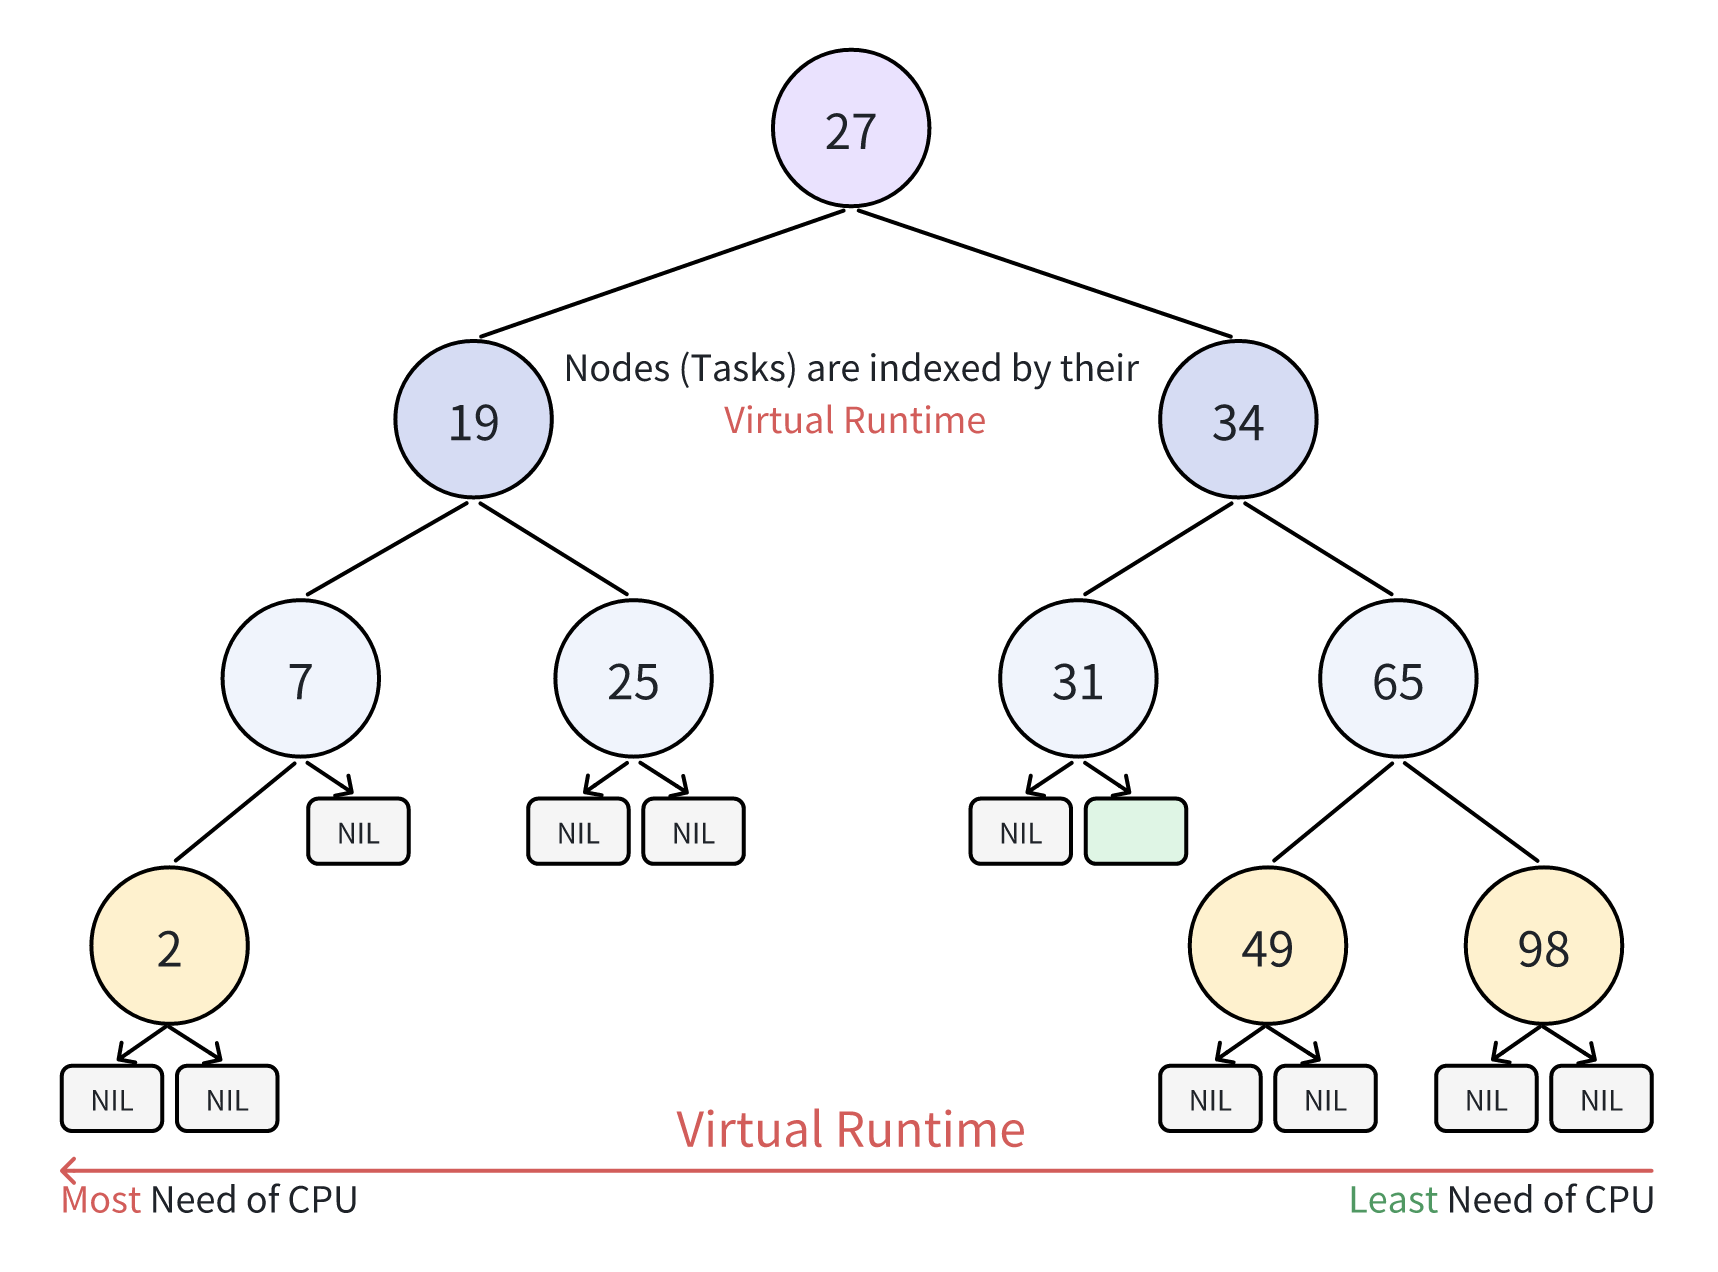 27
Nodes (Tasks) are indexed by their
Virtual Runtime
19
34
7
25
31
65
NIL
NIL
NIL
NIL
2
49
98
NIL
NIL
NIL
NIL
NIL
NIL
Virtual Runtime
Most Need of CPU
Least Need of CPU